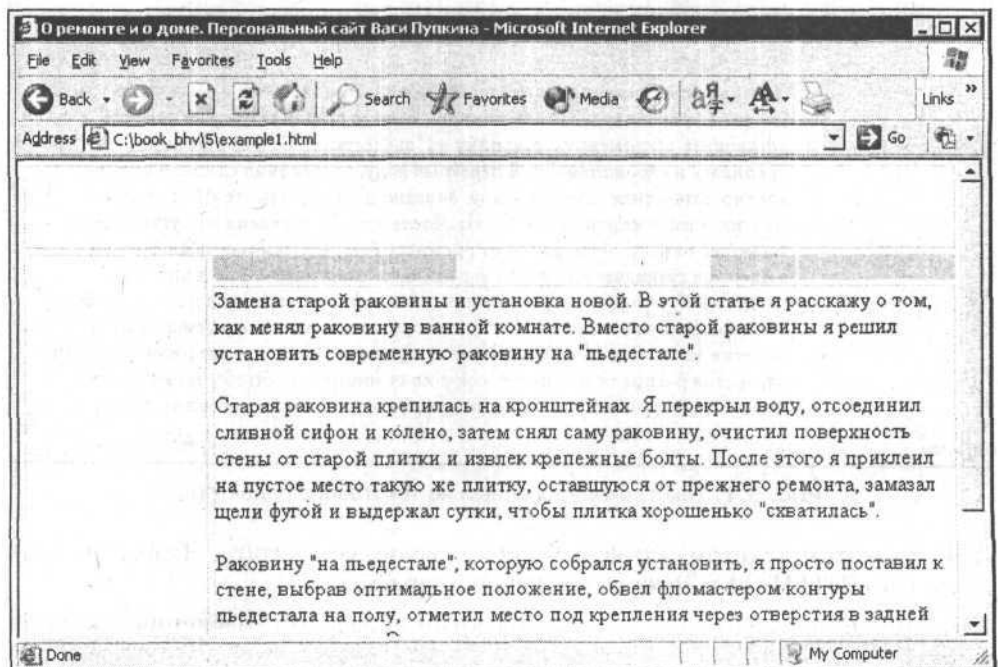 О ремонте и о доме. Персональный сайт Васи Пупкина - Microsoft Internet Explorer
File Edit View Favorites Tools Help
Back Search Favorites Media Links »
Address C:\book_bhv\5\example1.html Go
Замена старой раковины и установка новой. В этой статье я расскажу о том,
как менял раковину в ванной комнате. Вместо старой раковины я решил
установить современную раковину на "пьедестале".
Старая раковина крепилась на кронштейнах. Я перекрыл воду, отсоединил
сливной сифон и колено, затем снял саму раковину, очистил поверхность
стены от старой плитки и извлек крепежные болты. После этого я приклеил
на пустое место такую же плитку, оставшуюся от прежнего ремонта, замазал
щели фугой и выдержал сутки, чтобы плитка хорошенько "схватилась".
Раковину "на пьедестале", которую собрался установить, я просто поставил к
стене, выбрав оптимальное положение, обвел фломастером контуры
пьедестала на полу, отметил место под крепления через отверстия в задней
Done My Computer